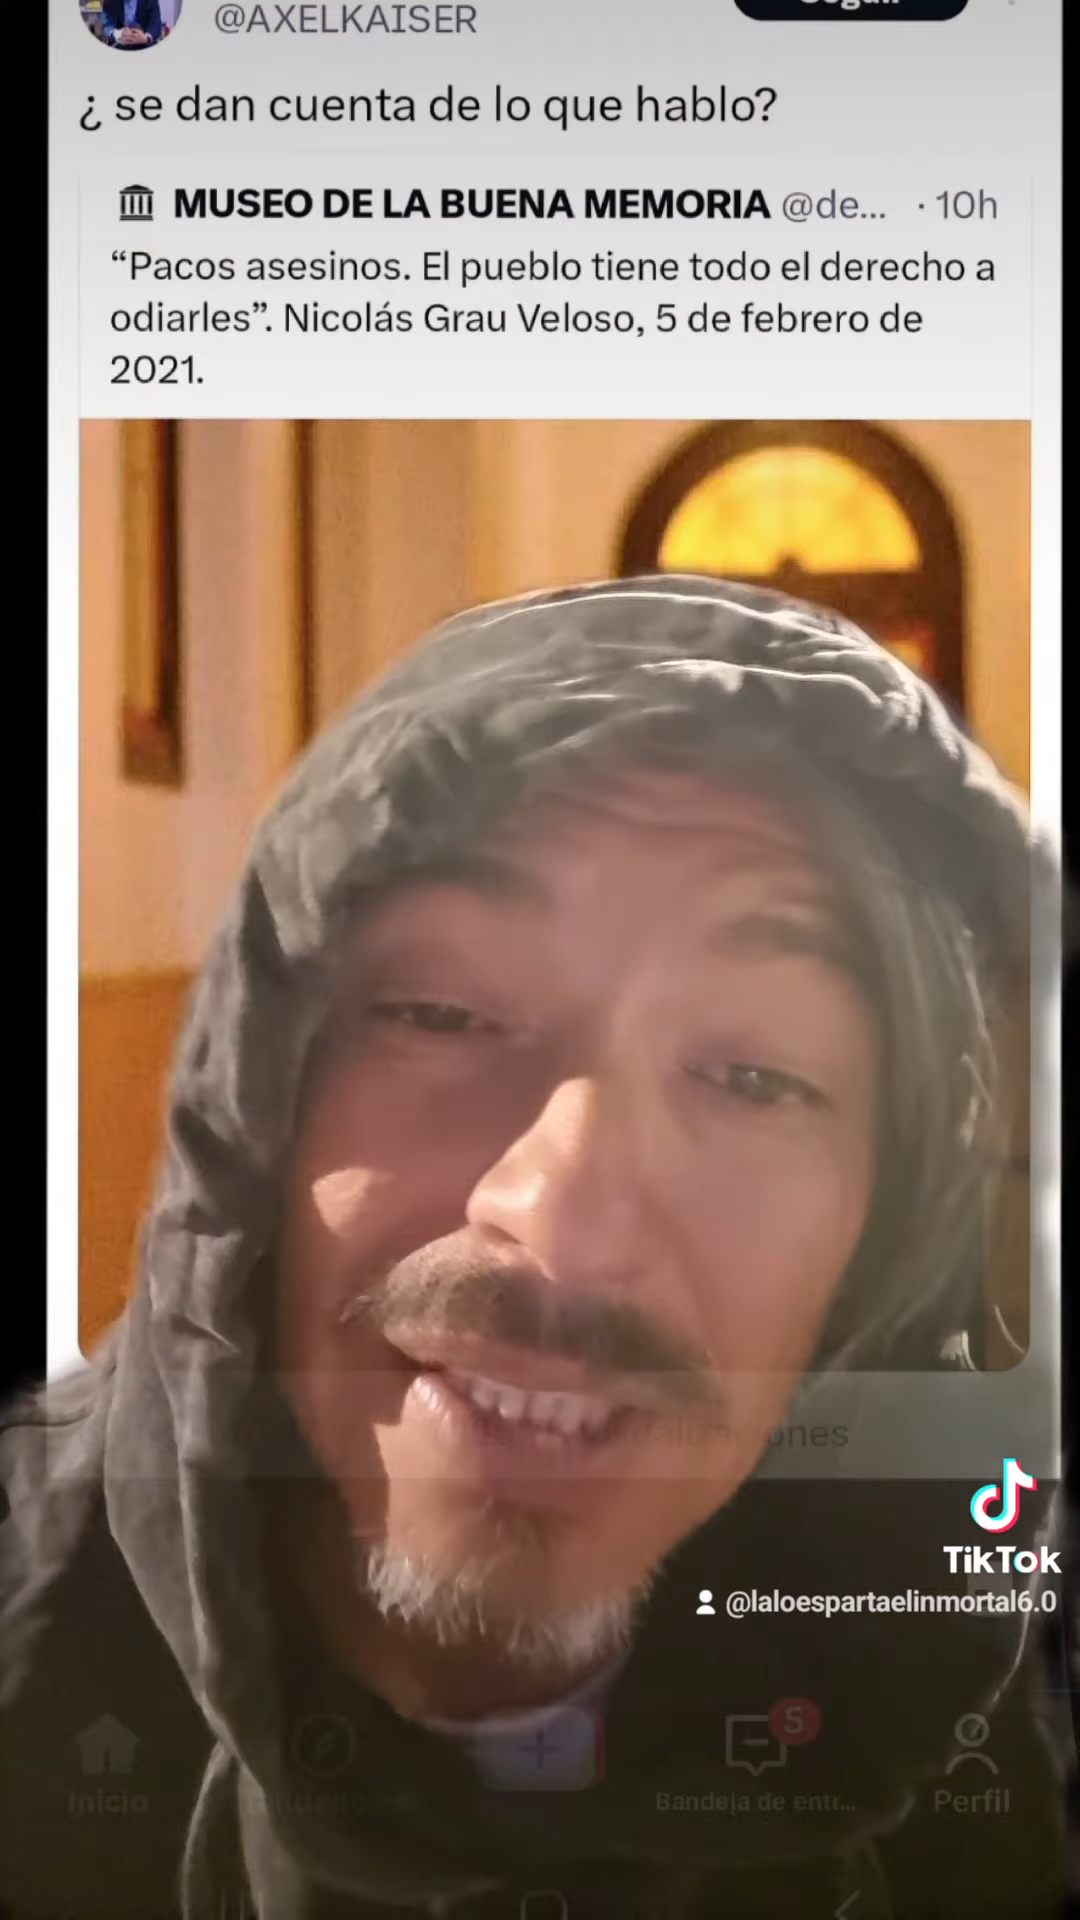 @AXELKAISER
¿ se dan cuenta de lo que hablo?
MUSEO DE LA BUENA MEMORIA @de... · 10h
“Pacos asesinos. El pueblo tiene todo el derecho a
odiarles”. Nicolás Grau Veloso, 5 de febrero de
2021.
TikTok
@laloespartaelinmortal6.0
5
Inicio
Bandeja de entr...
Perfil